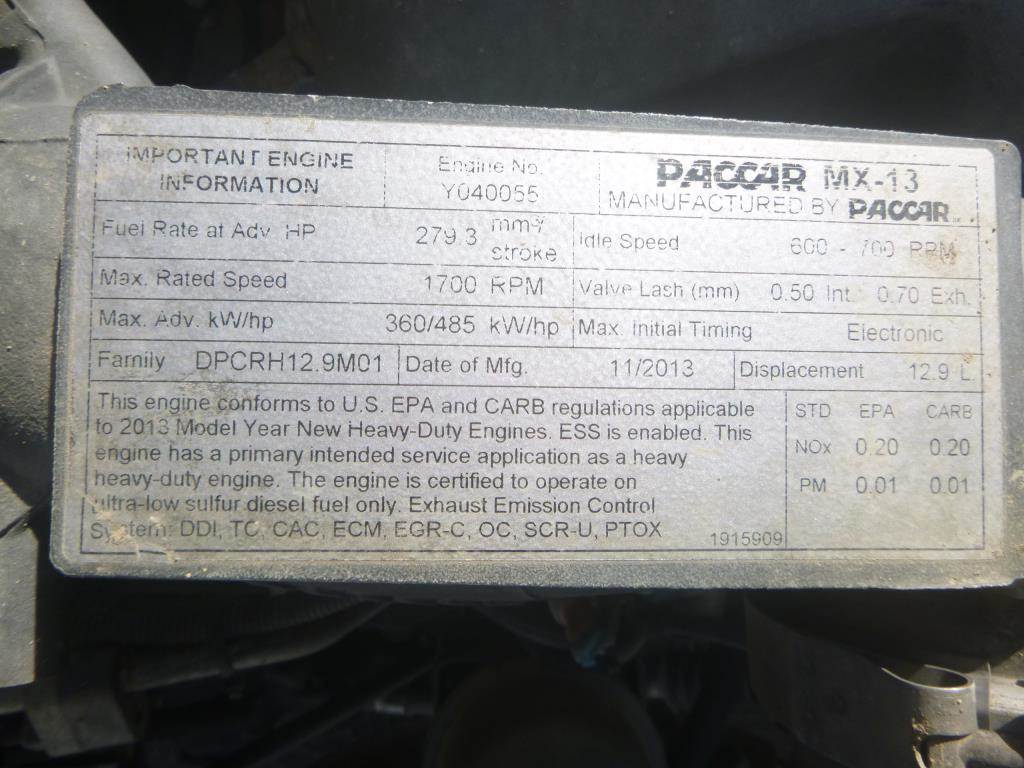 IMPORTANT ENGINE
INFORMATION
Engine No.
Y040055
PACCAR MX-13
MANUFACTURED BY PACCAR
Fuel Rate at Adv. HP 279.3 mm³/
stroke
Idle Speed 600 - 700 RPM
Max. Rated Speed 1700 RPM
Valve Lash (mm) 0.50 Int. 0.70 Exh.
Max. Adv. kW/hp 360/485 kW/hp
Max. Initial Timing Electronic
Family DPCRH12.9M01
Date of Mfg. 11/2013
Displacement 12.9 L
This engine conforms to U.S. EPA and CARB regulations applicable
to 2013 Model Year New Heavy-Duty Engines. ESS is enabled. This
engine has a primary intended service application as a heavy
heavy-duty engine. The engine is certified to operate on
ultra-low sulfur diesel fuel only. Exhaust Emission Control
System: DDI, TC, CAC, ECM, EGR-C, OC, SCR-U, PTOX
1915909
STD EPA CARB
NOx 0.20 0.20
PM 0.01 0.01